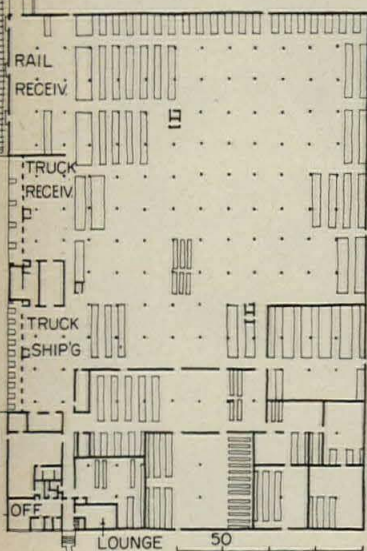 RAIL
RECEIV.
TRUCK
RECEIV.
TRUCK
SHIP'G
OFF.
LOUNGE
50